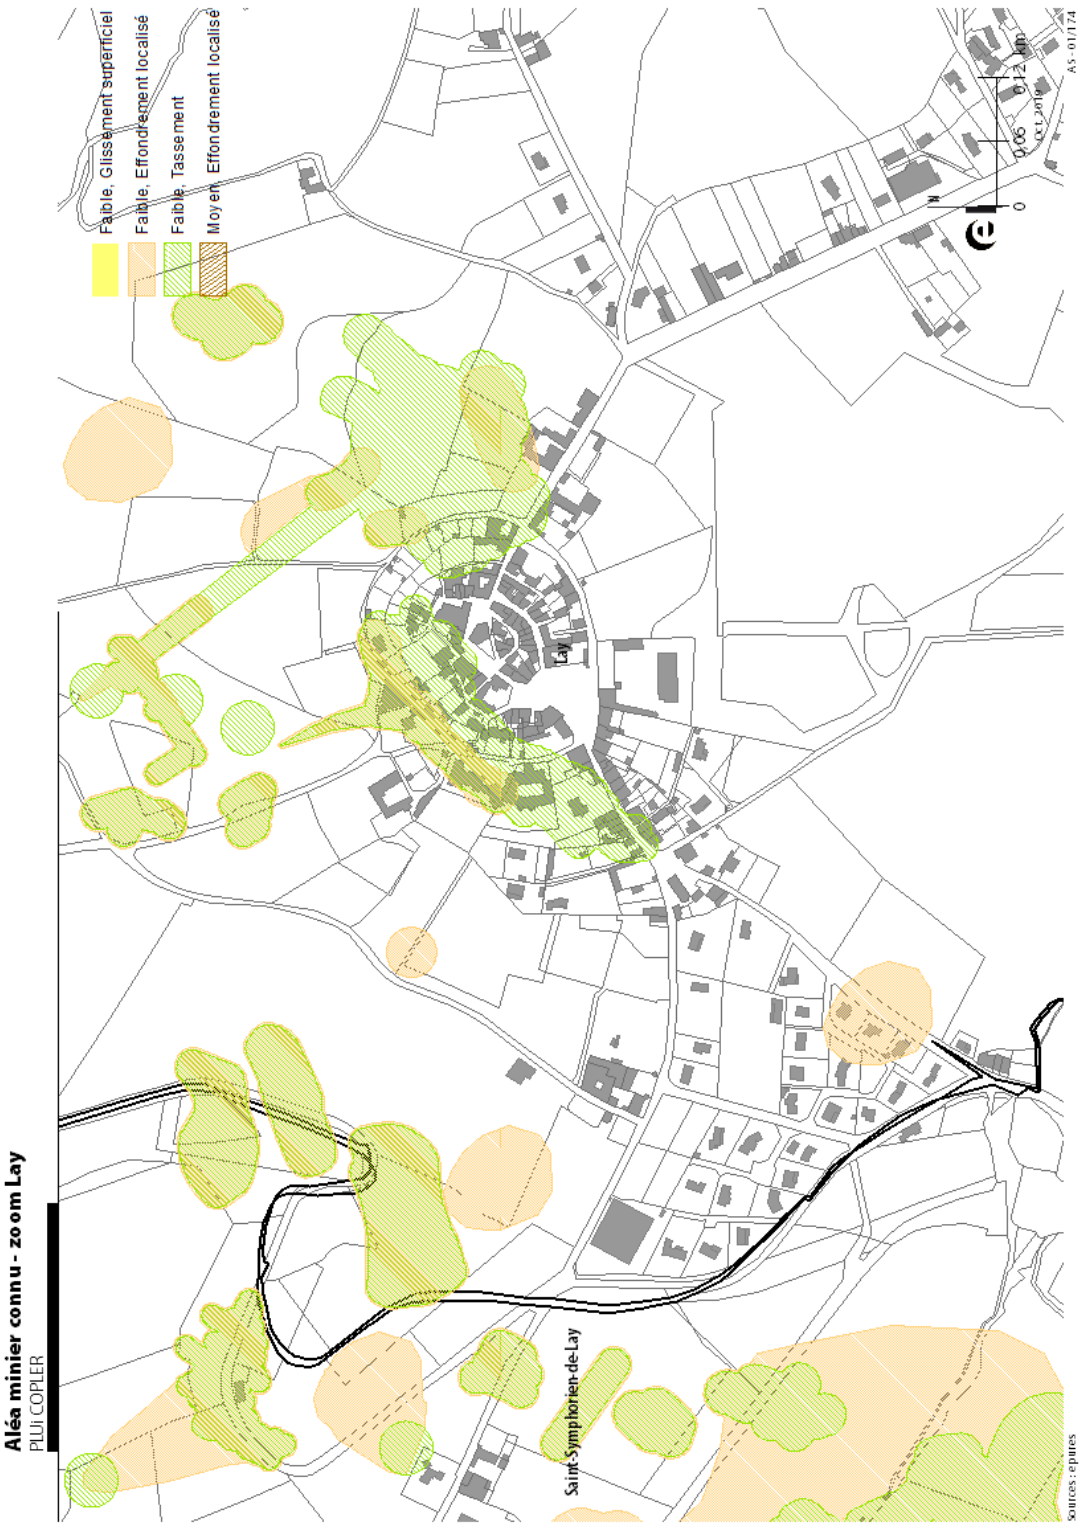 Aléa minier connu - zoom Lay
PLUi COPLER
Faible, Glissement superficiel
Faible, Effondrement localisé
Faible, Tassement
Moyen, Effondrement localisé
Lay
Saint-Symphorien-de-Lay
N
0 0,06 0,12 km
Oct. 2019
Sources : epures
AS - 01/174